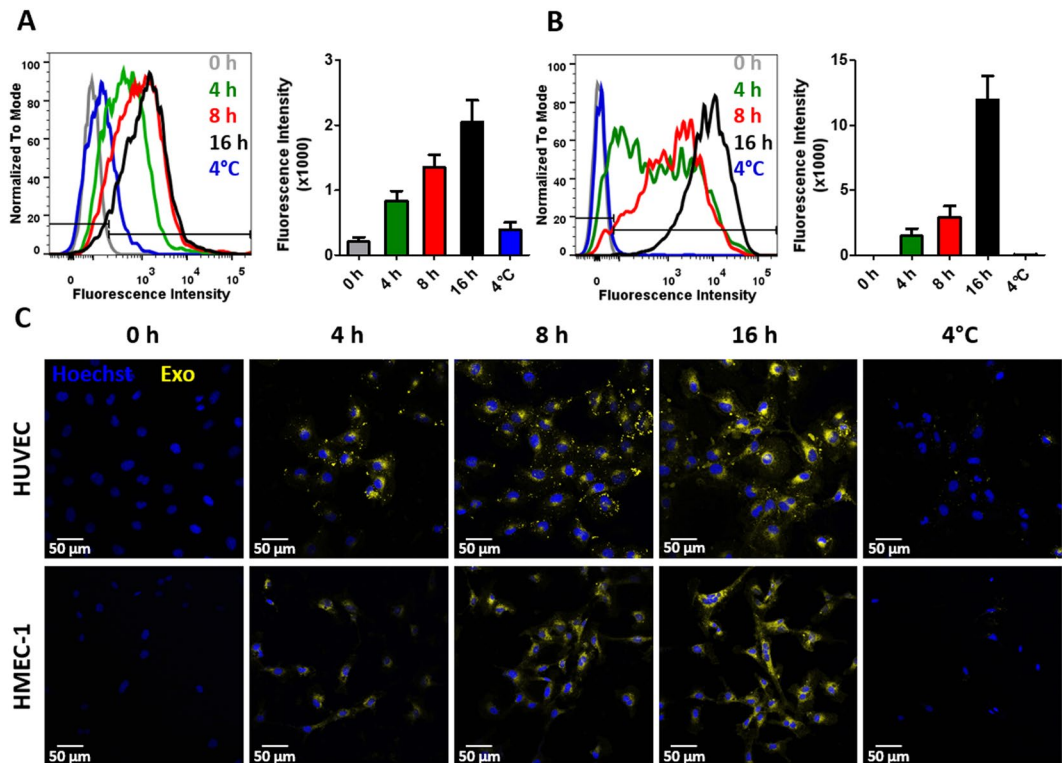 A
Normalized To Mode
100
80
60
40
20
0
0
10³
10⁴
10⁵
Fluorescence Intensity
0 h
4 h
8 h
16 h
4°C
Fluorescence Intensity
(x1000)
3
2
1
0
0 h
4 h
8 h
16 h
4°C
B
Normalized To Mode
100
80
60
40
20
0
0
10³
10⁴
10⁵
Fluorescence Intensity
0 h
4 h
8 h
16 h
4°C
Fluorescence Intensity
(x1000)
15
10
5
0
0 h
4 h
8 h
16 h
4°C
C
0 h
4 h
8 h
16 h
4°C
HUVEC
Hoechst Exo
50 µm
50 µm
50 µm
50 µm
50 µm
HMEC-1
50 µm
50 µm
50 µm
50 µm
50 µm